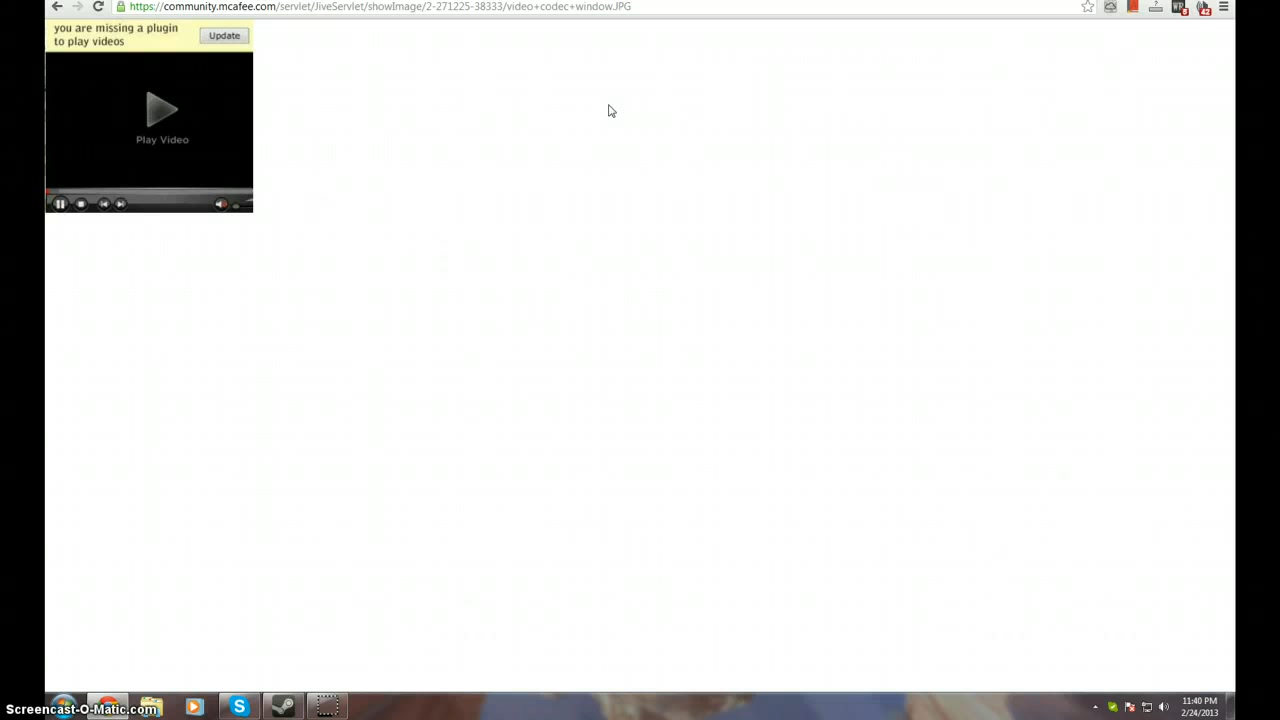 https://community.mcafee.com/servlet/JiveServlet/showImage/2-271225-38333/video+codec+window.JPG
you are missing a plugin
to play videos
Update
Play Video
Screencast-O-Matic.com
11:40 PM
2/24/2013